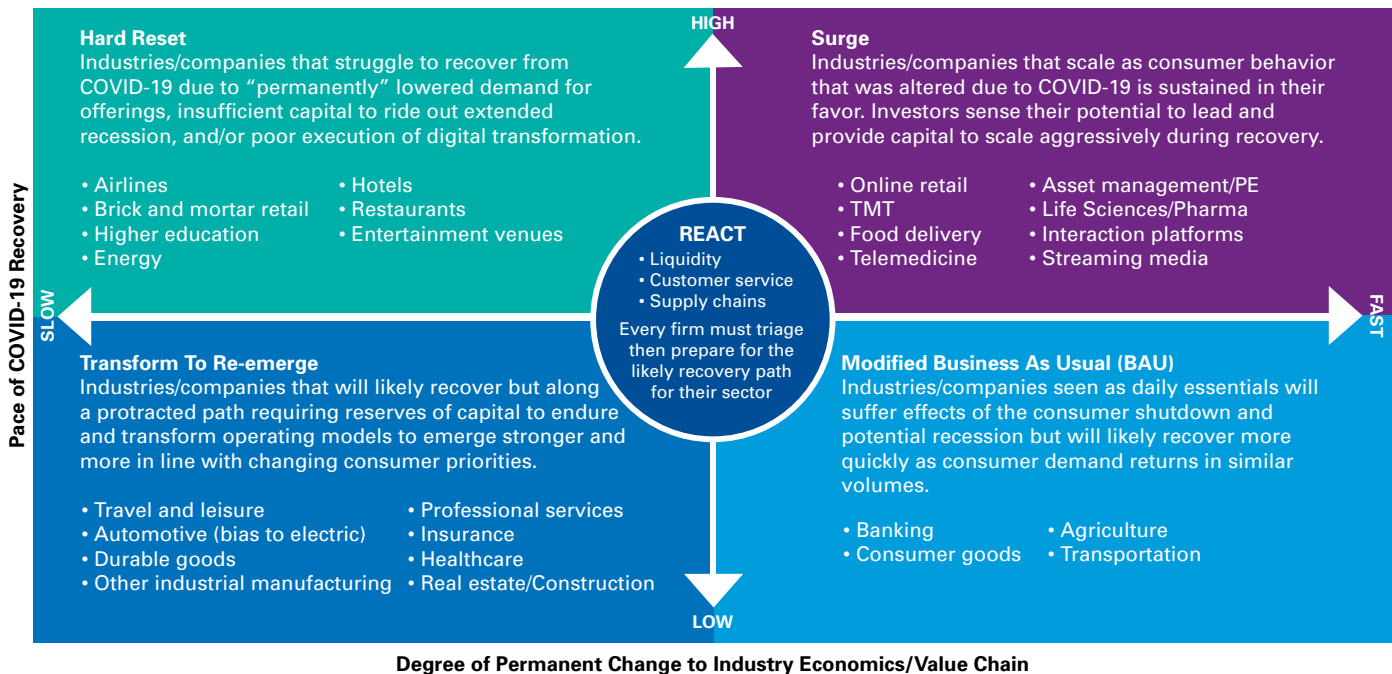 HIGH
Hard Reset
Industries/companies that struggle to recover from
COVID-19 due to “permanently” lowered demand for
offerings, insufficient capital to ride out extended
recession, and/or poor execution of digital transformation.
• Airlines
• Brick and mortar retail
• Higher education
• Energy
• Hotels
• Restaurants
• Entertainment venues
Surge
Industries/companies that scale as consumer behavior
that was altered due to COVID-19 is sustained in their
favor. Investors sense their potential to lead and
provide capital to scale aggressively during recovery.
• Online retail
• TMT
• Food delivery
• Telemedicine
• Asset management/PE
• Life Sciences/Pharma
• Interaction platforms
• Streaming media
REACT
• Liquidity
• Customer service
• Supply chains
Every firm must triage
then prepare for the
likely recovery path
for their sector
Pace of COVID-19 Recovery
SLOW
FAST
Transform To Re-emerge
Industries/companies that will likely recover but along
a protracted path requiring reserves of capital to endure
and transform operating models to emerge stronger and
more in line with changing consumer priorities.
• Travel and leisure
• Automotive (bias to electric)
• Durable goods
• Other industrial manufacturing
• Professional services
• Insurance
• Healthcare
• Real estate/Construction
Modified Business As Usual (BAU)
Industries/companies seen as daily essentials will
suffer effects of the consumer shutdown and
potential recession but will likely recover more
quickly as consumer demand returns in similar
volumes.
• Banking
• Consumer goods
• Agriculture
• Transportation
LOW
Degree of Permanent Change to Industry Economics/Value Chain